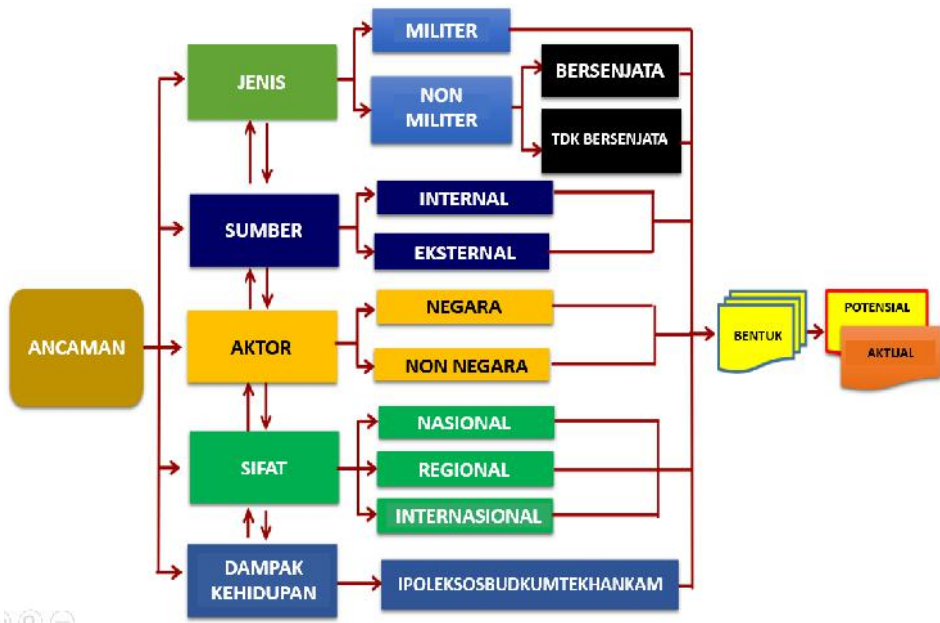 ANCAMAN
JENIS
MILITER
NON
MILITER
BERSENJATA
TDK BERSENJATA
SUMBER
INTERNAL
EKSTERNAL
AKTOR
NEGARA
NON NEGARA
SIFAT
NASIONAL
REGIONAL
INTERNASIONAL
DAMPAK
KEHIDUPAN
IPOLEKSOSBUDKUMTEKHANKAM
BENTUK
POTENSIAL
AKTUAL